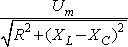 U_m
√R² + (X_L − X_C)²